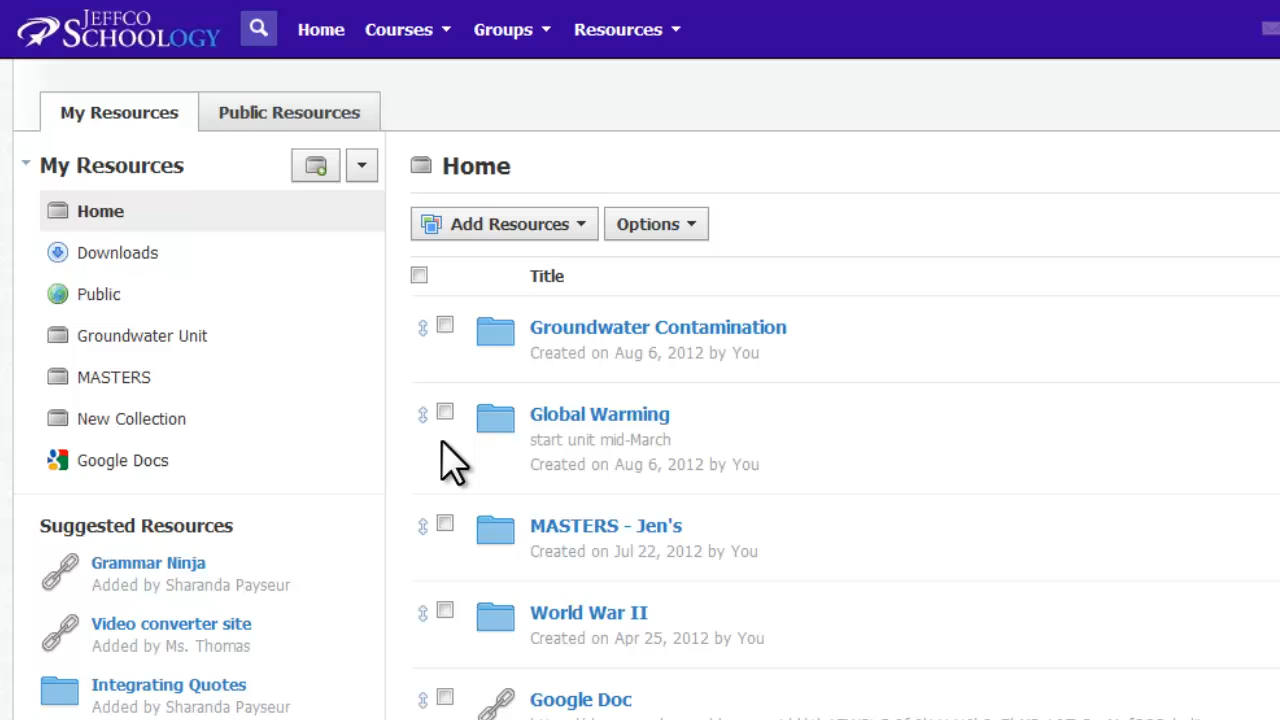 JEFFCO
SCHOOLOGY
Home
Courses
Groups
Resources
My Resources
Public Resources
My Resources
Home
Downloads
Public
Groundwater Unit
MASTERS
New Collection
Google Docs
Suggested Resources
Grammar Ninja
Added by Sharanda Payseur
Video converter site
Added by Ms. Thomas
Integrating Quotes
Added by Sharanda Payseur
Home
Add Resources
Options
Title
Groundwater Contamination
Created on Aug 6, 2012 by You
Global Warming
start unit mid-March
Created on Aug 6, 2012 by You
MASTERS - Jen's
Created on Jul 22, 2012 by You
World War II
Created on Apr 25, 2012 by You
Google Doc